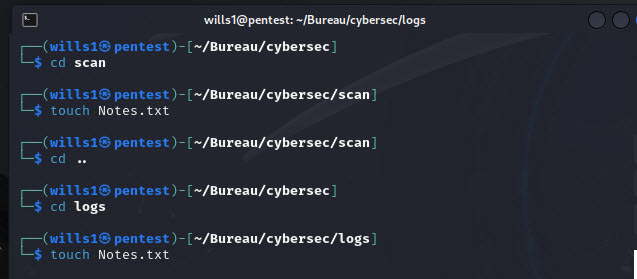 wills1@pentest: ~/Bureau/cybersec/logs
┌──(wills1㉿pentest)-[~/Bureau/cybersec]
└─$ cd scan
┌──(wills1㉿pentest)-[~/Bureau/cybersec/scan]
└─$ touch Notes.txt
┌──(wills1㉿pentest)-[~/Bureau/cybersec/scan]
└─$ cd ..
┌──(wills1㉿pentest)-[~/Bureau/cybersec]
└─$ cd logs
┌──(wills1㉿pentest)-[~/Bureau/cybersec/logs]
└─$ touch Notes.txt